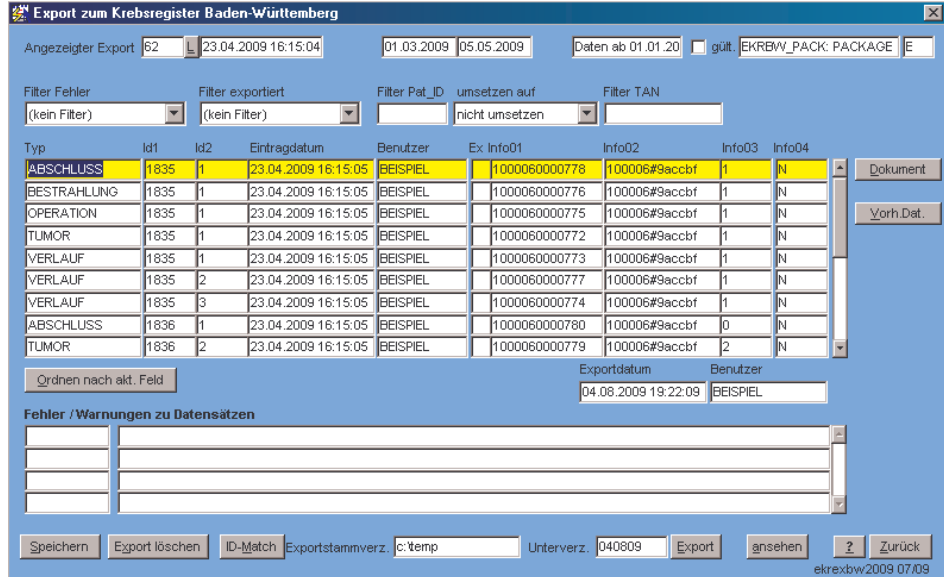 Export zum Krebsregister Baden-Württemberg
Angezeigter Export 62 L 23.04.2009 16:15:04 01.03.2009 05.05.2009 Daten ab 01.01.20 gült. EKRBW_PACK: PACKAGE E
Filter Fehler Filter exportiert Filter Pat_ID umsetzen auf Filter TAN
(kein Filter) (kein Filter) nicht umsetzen
Typ Id1 Id2 Eintragdatum Benutzer Ex Info01 Info02 Info03 Info04
ABSCHLUSS 1835 1 23.04.2009 16:15:05 BEISPIEL 1000060000778 100006#9accbf 1 N Dokument
BESTRAHLUNG 1835 1 23.04.2009 16:15:05 BEISPIEL 1000060000776 100006#9accbf 1 N
OPERATION 1835 1 23.04.2009 16:15:05 BEISPIEL 1000060000775 100006#9accbf 1 N Vorh.Dat.
TUMOR 1835 1 23.04.2009 16:15:05 BEISPIEL 1000060000772 100006#9accbf 1 N
VERLAUF 1835 1 23.04.2009 16:15:05 BEISPIEL 1000060000773 100006#9accbf 1 N
VERLAUF 1835 2 23.04.2009 16:15:05 BEISPIEL 1000060000777 100006#9accbf 1 N
VERLAUF 1835 3 23.04.2009 16:15:05 BEISPIEL 1000060000774 100006#9accbf 1 N
ABSCHLUSS 1836 1 23.04.2009 16:15:05 BEISPIEL 1000060000780 100006#9accbf 0 N
TUMOR 1836 2 23.04.2009 16:15:05 BEISPIEL 1000060000779 100006#9accbf 2 N
Exportdatum Benutzer
Ordnen nach akt. Feld 04.08.2009 19:22:09 BEISPIEL
Fehler / Warnungen zu Datensätzen
Speichern Export löschen ID-Match Exportstammverz. c:\temp Unterverz. 040809 Export ansehen ? Zurück
ekrexbw2009 07/09